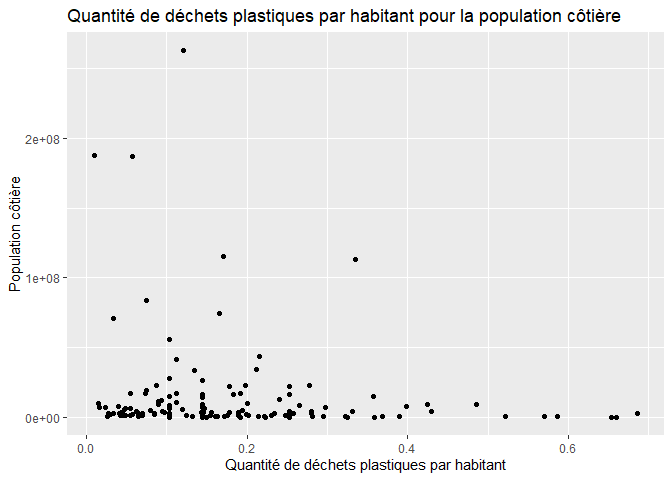 Quantité de déchets plastiques par habitant pour la population côtière
Population côtière
2e+08
1e+08
0e+00
0.0 0.2 0.4 0.6
Quantité de déchets plastiques par habitant